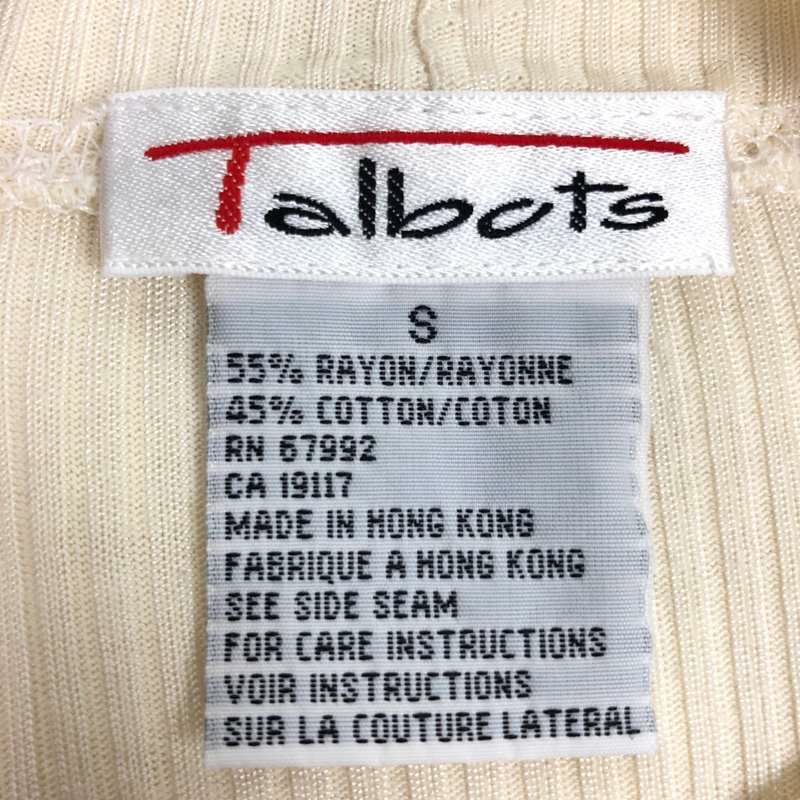 Talbots
S
55% RAYON/RAYONNE
45% COTTON/COTON
RN 67992
CA 19117
MADE IN HONG KONG
FABRIQUE A HONG KONG
SEE SIDE SEAM
FOR CARE INSTRUCTIONS
VOIR INSTRUCTIONS
SUR LA COUTURE LATERAL